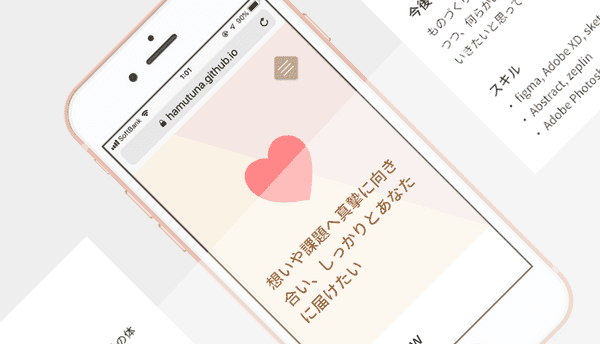 SoftBank
1:01
90%
hamutuna.github.io
想いや課題へ真摯に向き
合い、しっかりとあなた
に届けたい
今後
ものづくり
つつ、何らか
いきたいと思って
スキル
・figma, Adobe XD, sket
・Abstract, zeplin
・Adobe Photosh
の体